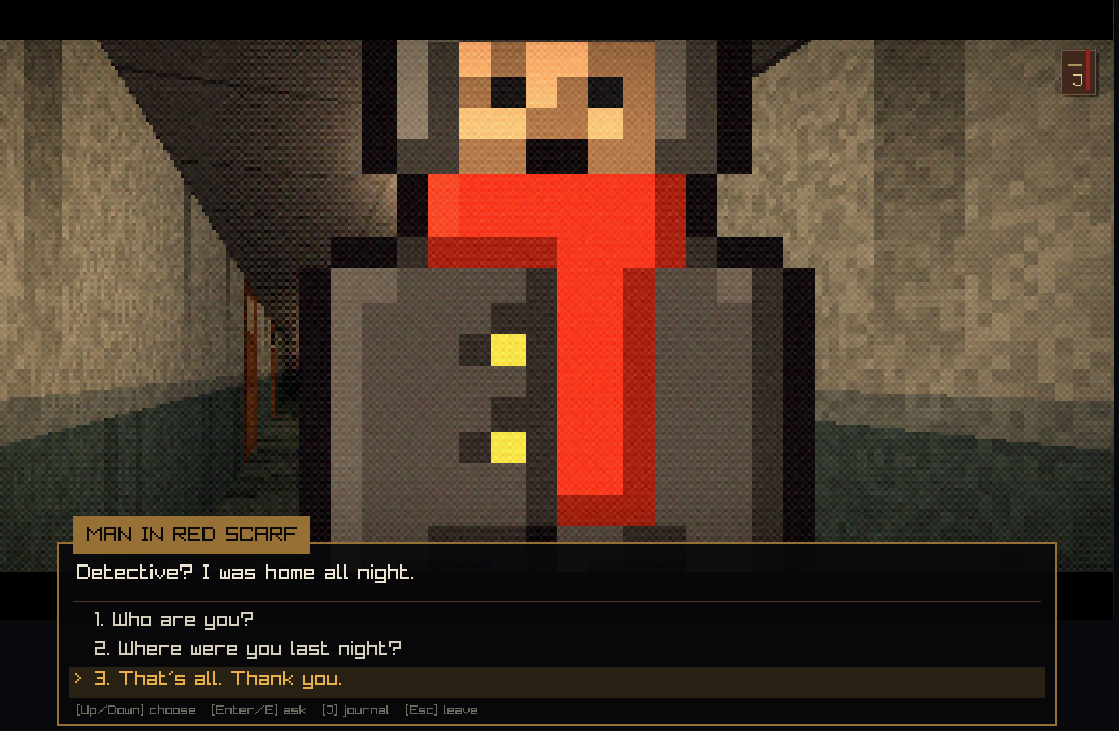 J
MAN IN RED SCARF
Detective? I was home all night.
1. Who are you?
2. Where were you last night?
> 3. That's all. Thank you.
[Up/Down] choose [Enter/E] ask [J] journal [Esc] leave